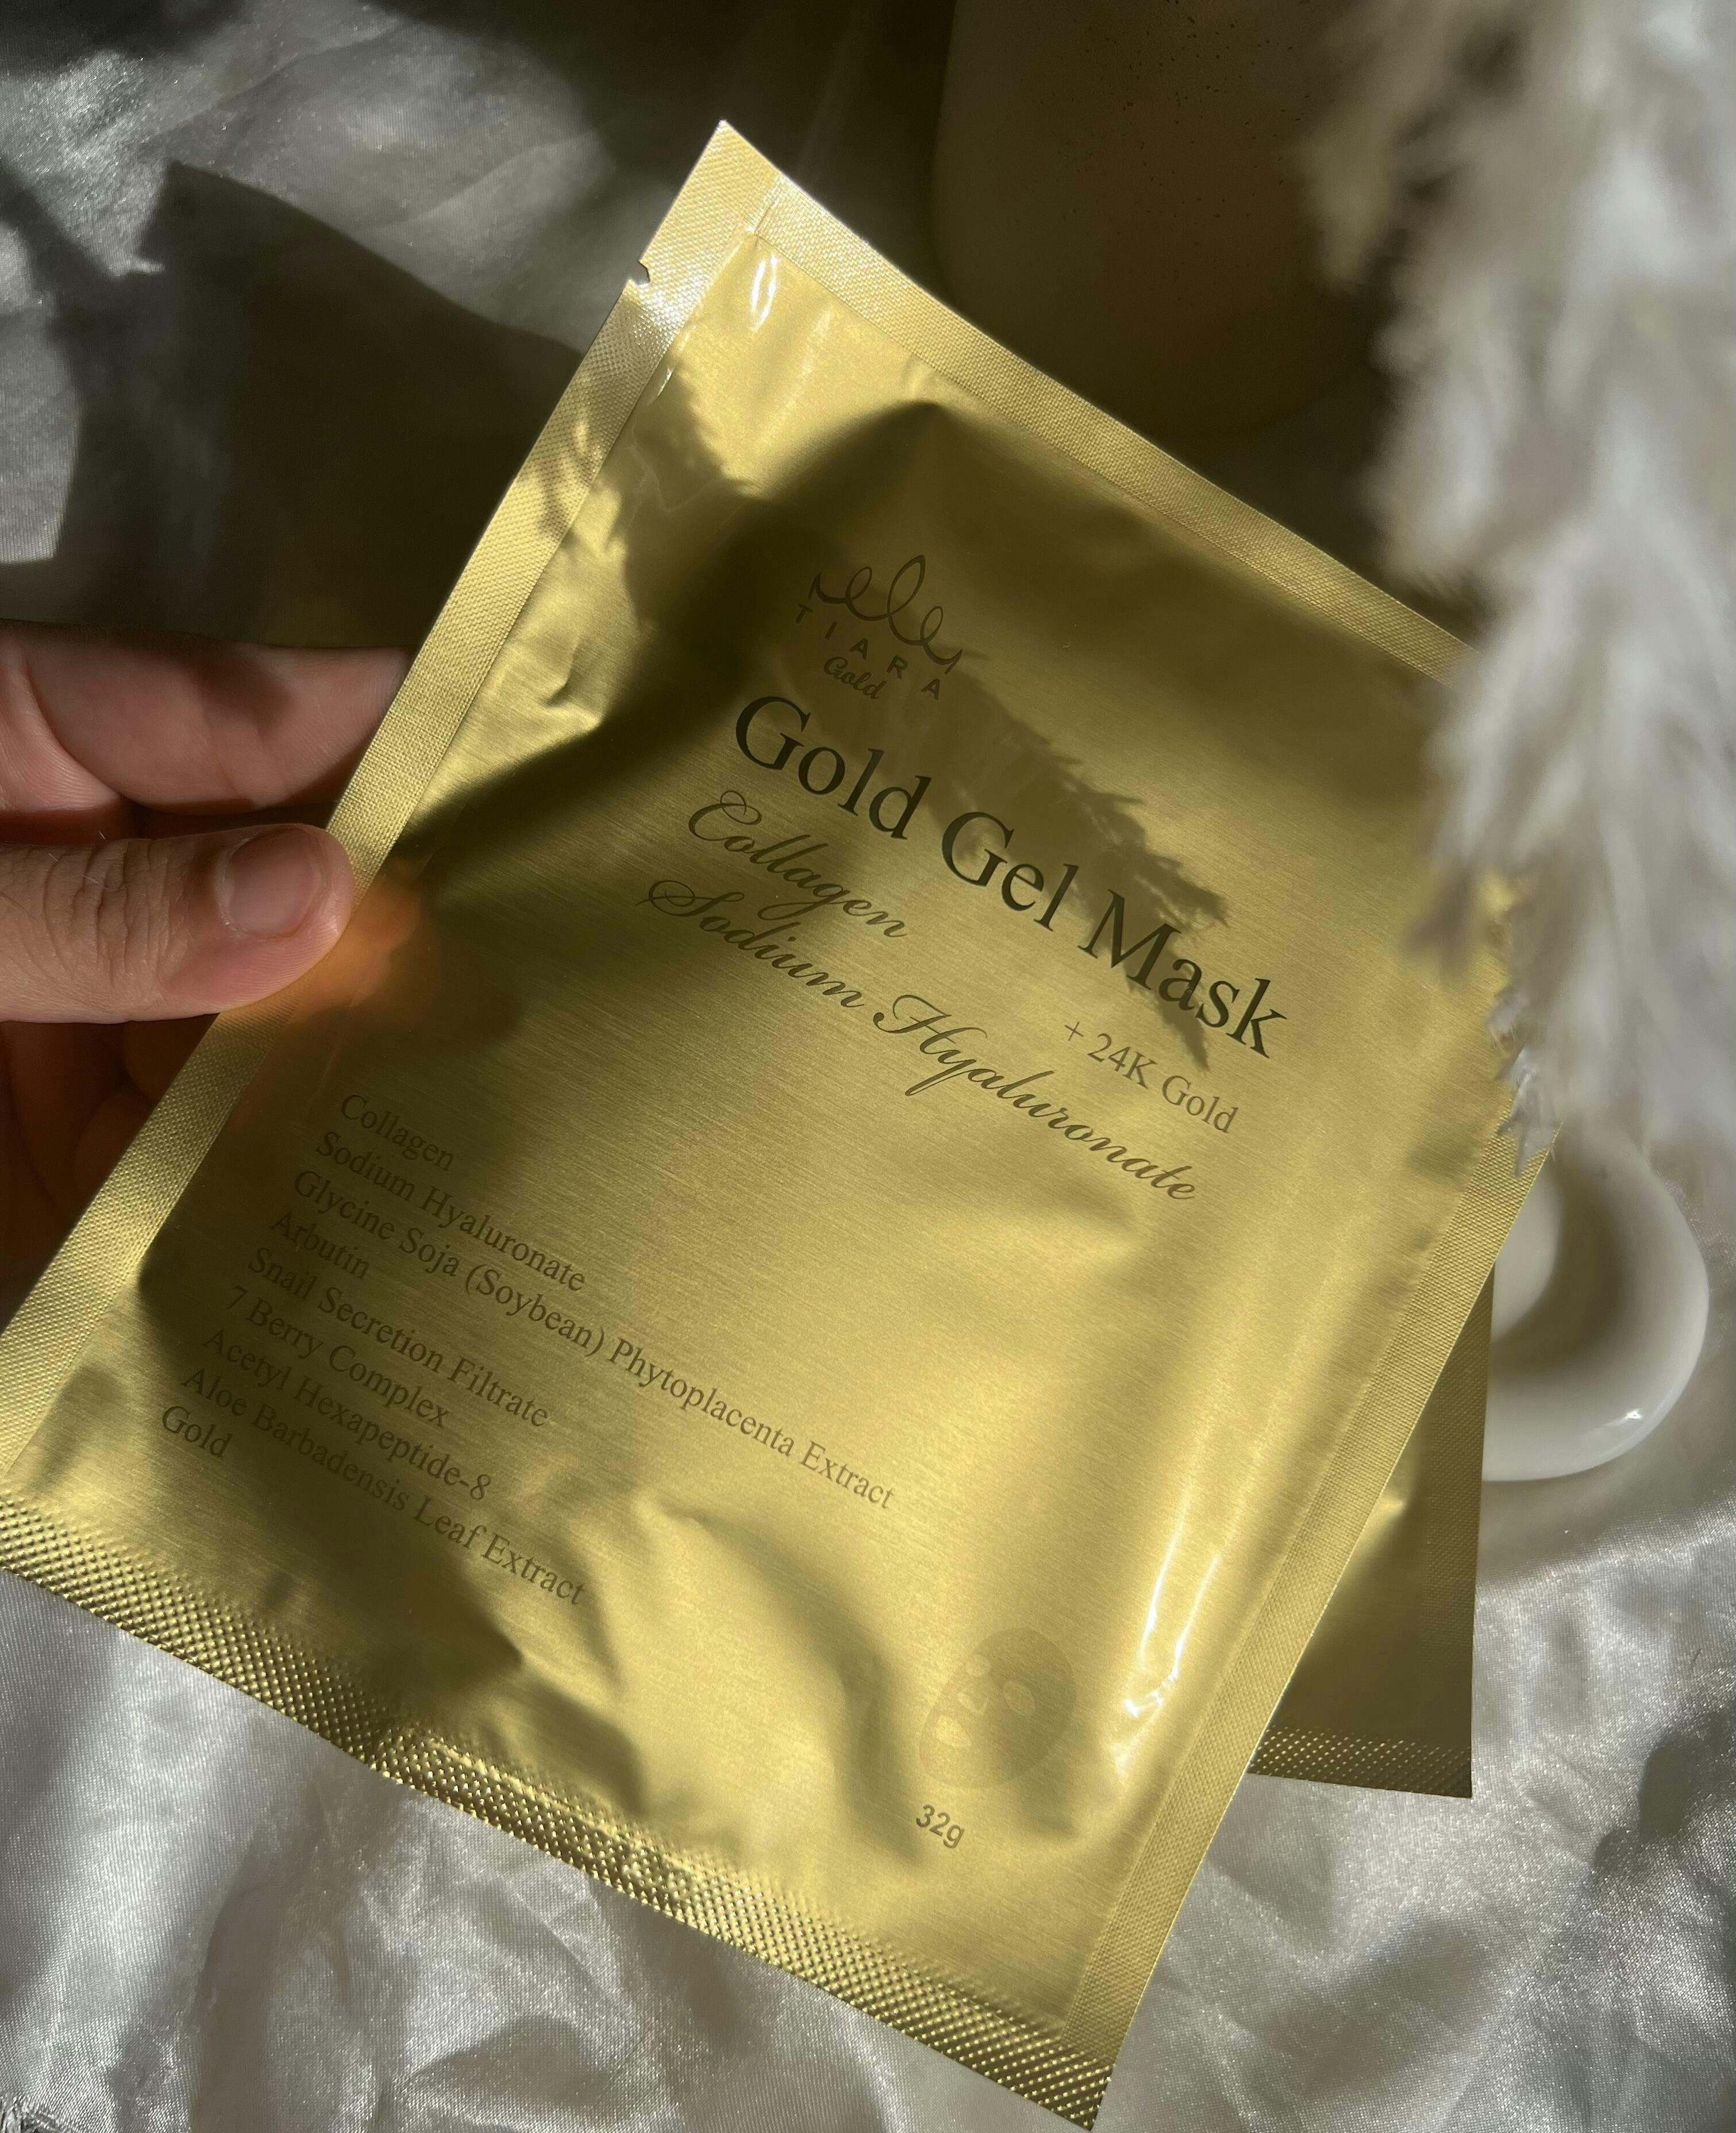 TIARA
Gold
Gold Gel Mask
+ 24K Gold
Collagen
Sodium Hyaluronate
Collagen
Sodium Hyaluronate
Glycine Soja (Soybean) Phytoplacenta Extract
Arbutin
Snail Secretion Filtrate
7 Berry Complex
Acetyl Hexapeptide-8
Aloe Barbadensis Leaf Extract
Gold
32g